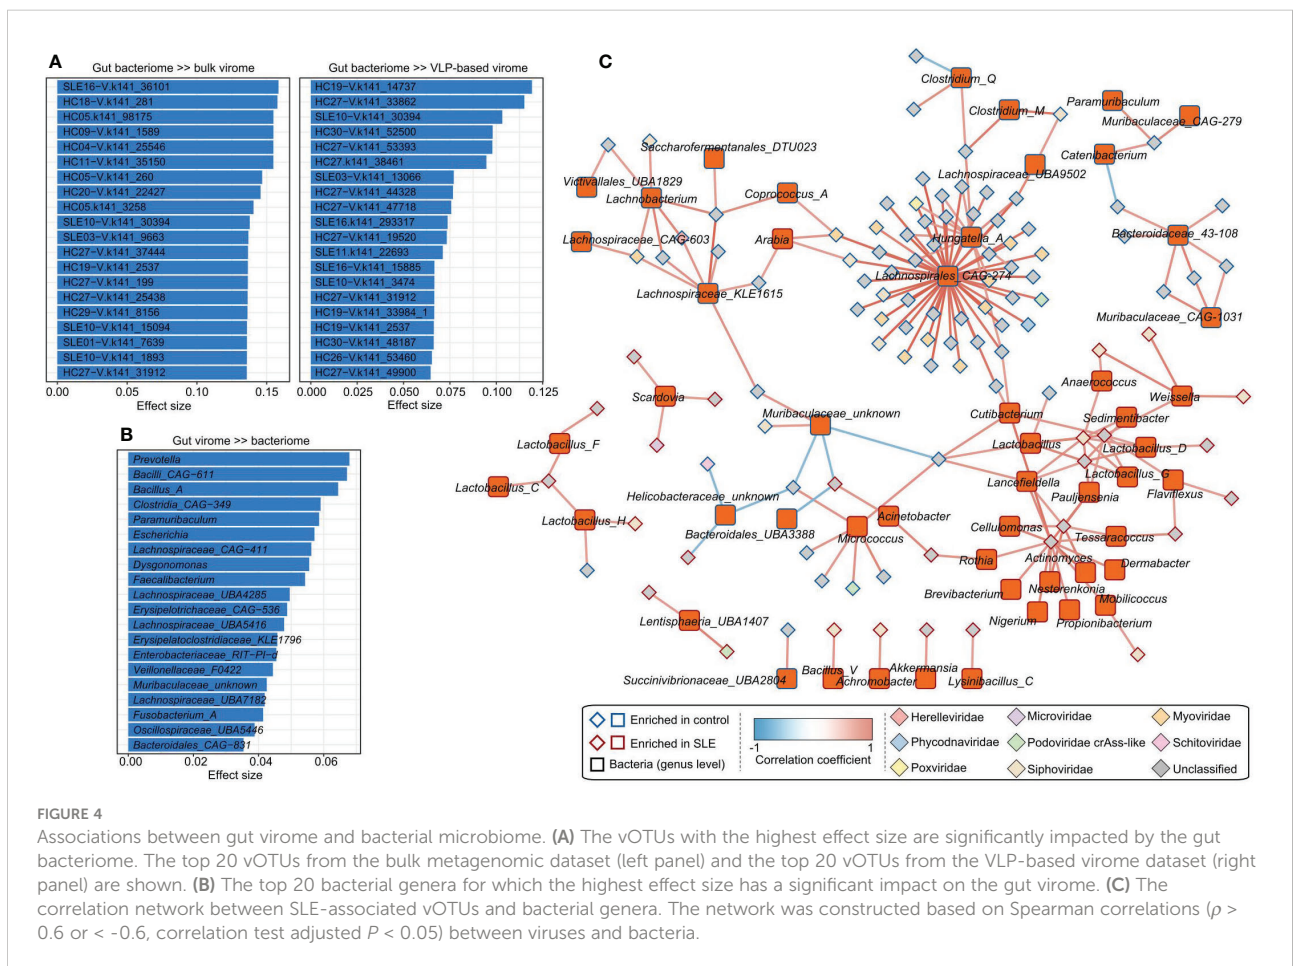 A
Gut bacteriome >> bulk virome
SLE16−V.k141_36101
HC18−V.k141_281
HC05.k141_98175
HC09−V.k141_1589
HC04−V.k141_25546
HC11−V.k141_35150
HC05−V.k141_260
HC20−V.k141_22427
HC05.k141_3258
SLE10−V.k141_30394
SLE03−V.k141_9663
HC27−V.k141_37444
HC19−V.k141_2537
HC27−V.k141_199
HC27−V.k141_25438
HC29−V.k141_8156
SLE10−V.k141_15094
SLE01−V.k141_7639
SLE10−V.k141_1893
HC27−V.k141_31912
0.00 0.05 0.10 0.15
Effect size
Gut bacteriome >> VLP-based virome
HC19−V.k141_14737
HC27−V.k141_33862
SLE10−V.k141_30394
HC30−V.k141_52500
HC27−V.k141_53393
HC27.k141_38461
SLE03−V.k141_13066
HC27−V.k141_44328
HC27−V.k141_47718
SLE16.k141_293317
HC27−V.k141_19520
SLE11.k141_22693
SLE16−V.k141_15885
SLE10−V.k141_3474
HC27−V.k141_31912
HC19−V.k141_33984_1
HC19−V.k141_2537
HC30−V.k141_48187
HC26−V.k141_53460
HC27−V.k141_49900
0.000 0.025 0.050 0.075 0.100 0.125
Effect size
B
Gut virome >> bacteriome
Prevotella
Bacilli_CAG−611
Bacillus_A
Clostridia_CAG−349
Paramuribaculum
Escherichia
Lachnospiraceae_CAG−411
Dysgonomonas
Faecalibacterium
Lachnospiraceae_UBA4285
Erysipelotrichaceae_CAG−536
Lachnospiraceae_UBA5416
Erysipelatoclostridiaceae_KLE1796
Enterobacteriaceae_RIT−PI−d
Veillonellaceae_F0422
Muribaculaceae_unknown
Lachnospiraceae_UBA7182
Fusobacterium_A
Oscillospiraceae_UBA5446
Bacteroidales_CAG−831
0.00 0.02 0.04 0.06
Effect size
C
Clostridium_Q
Clostridium_M
Paramuribaculum
Muribaculaceae_CAG-279
Catenibacterium
Saccharofermentanales_DTU023
Lachnospiraceae_UBA9502
Victivallales_UBA1829
Lachnobacterium
Coprococcus_A
Lachnospiraceae_CAG-603
Arabia
Hungatella_A
Bacteroidaceae_43-108
Lachnospirales_CAG-274
Lachnospiraceae_KLE1615
Muribaculaceae_CAG-1031
Anaerococcus
Scardovia
Weissella
Muribaculaceae_unknown
Cutibacterium
Sedimentibacter
Lactobacillus_F
Lactobacillus
Lactobacillus_D
Lactobacillus_C
Lancefieldella
Lactobacillus_G
Flaviflexus
Helicobacteraceae_unknown
Pauljensenia
Lactobacillus_H
Acinetobacter
Cellulomonas
Bacteroidales_UBA3388
Micrococcus
Tessaracoccus
Actinomyces
Rothia
Dermabacter
Brevibacterium
Nesterenkonia
Mobilicoccus
Lentisphaeria_UBA1407
Nigerium
Propionibacterium
Succinivibrionaceae_UBA2804
Bacillus_V
Achromobacter
Akkermansia
Lysinibacillus_C
Enriched in control
Enriched in SLE
Bacteria (genus level)
-1 1
Correlation coefficient
Herelleviridae
Microviridae
Myoviridae
Phycodnaviridae
Podoviridae crAss-like
Schitoviridae
Poxviridae
Siphoviridae
Unclassified
FIGURE 4
Associations between gut virome and bacterial microbiome. (A) The vOTUs with the highest effect size are significantly impacted by the gut
bacteriome. The top 20 vOTUs from the bulk metagenomic dataset (left panel) and the top 20 vOTUs from the VLP-based virome dataset (right
panel) are shown. (B) The top 20 bacterial genera for which the highest effect size has a significant impact on the gut virome. (C) The
correlation network between SLE-associated vOTUs and bacterial genera. The network was constructed based on Spearman correlations (ρ >
0.6 or < -0.6, correlation test adjusted P < 0.05) between viruses and bacteria.